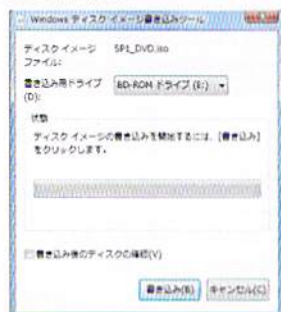 Windows ディスク イメージ書き込みツール
ディスク イメージ SP1_DVD.iso
ファイル:
書き込み用ドライブ BD-ROM ドライブ (E:)
(D):
状態
ディスク イメージの書き込みを開始するには、[書き込み]
をクリックします。
書き込み後のディスクの確認(V)
書き込み(B) キャンセル(C)